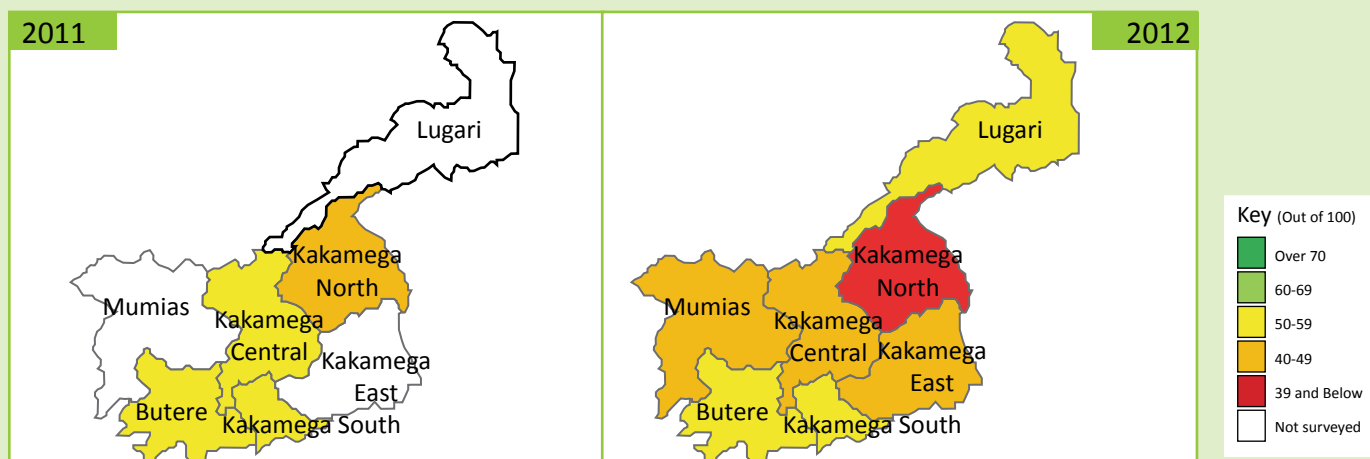 2011
Lugari
Kakamega
North
Mumias
Kakamega
Central
Kakamega
East
Butere
Kakamega South
2012
Lugari
Kakamega
North
Mumias
Kakamega
Central
Kakamega
East
Butere
Kakamega South
Key (Out of 100)
Over 70
60-69
50-59
40-49
39 and Below
Not surveyed